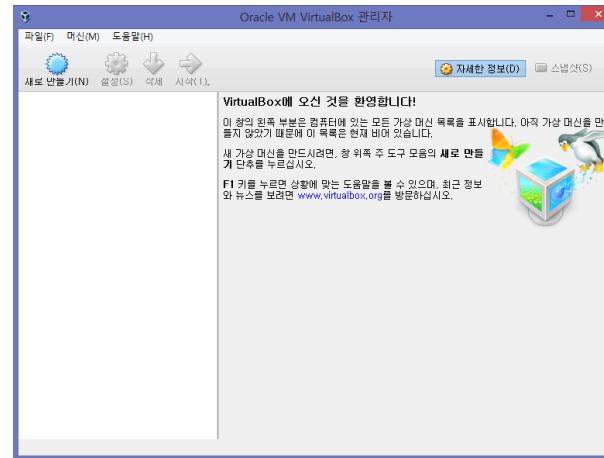 Oracle VM VirtualBox 관리자
파일(F) 머신(M) 도움말(H)
새로 만들기(N) 설정(S) 삭제 시작(T)↓ 자세한 정보(D) 스냅샷(S)
VirtualBox에 오신 것을 환영합니다!
이 창의 왼쪽 부분은 컴퓨터에 있는 모든 가상 머신 목록을 표시합니다. 아직 가상 머신을 만
들지 않았기 때문에 이 목록은 현재 비어 있습니다.
새 가상 머신을 만드시려면, 창 위쪽 주 도구 모음의 새로 만들
기 단추를 누르십시오.
F1 키를 누르면 상황에 맞는 도움말을 볼 수 있으며, 최근 정보
와 뉴스를 보려면 www.virtualbox.org를 방문하십시오.